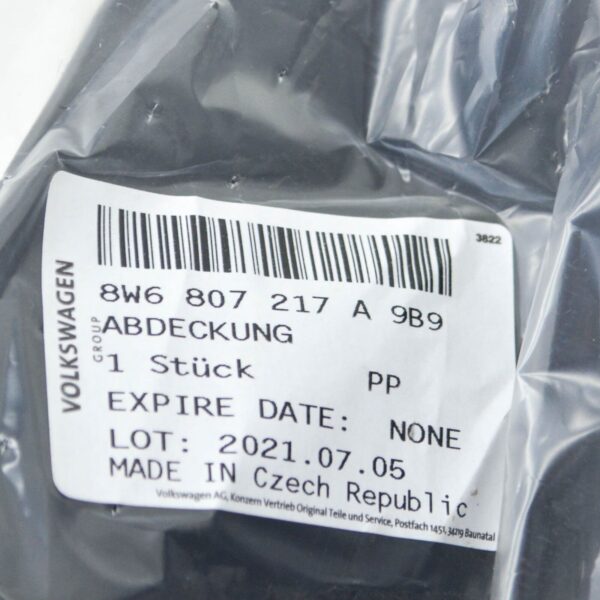 3822
8W6 807 217 A 9B9
ABDECKUNG
1 Stück PP
EXPIRE DATE: NONE
LOT: 2021.07.05
MADE IN Czech Republic
Volkswagen AG, Konzern Vertrieb Original Teile und Service, Postfach 1451, 34219 Baunatal
VOLKSWAGEN
GROUP